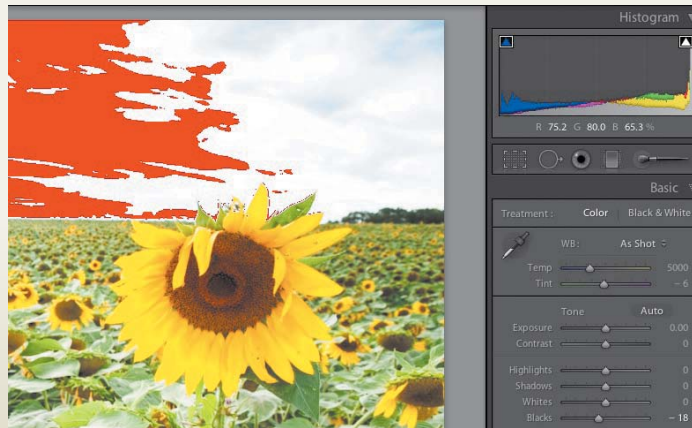 Histogram
R 75.2 G 80.0 B 65.3 %
Basic
Treatment : Color Black & White
WB: As Shot
Temp 5000
Tint – 6
Tone Auto
Exposure 0.00
Contrast 0
Highlights 0
Shadows 0
Whites 0
Blacks – 18